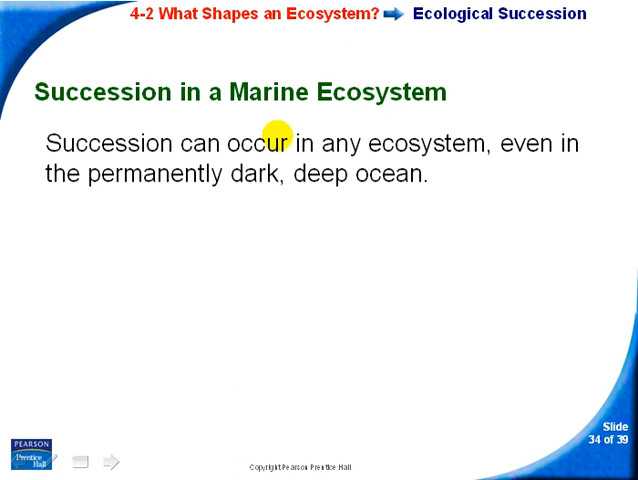 4-2 What Shapes an Ecosystem? Ecological Succession
Succession in a Marine Ecosystem
Succession can occur in any ecosystem, even in
the permanently dark, deep ocean.
Slide
34 of 39
PEARSON
Prentice
Hall
Copyright Pearson Prentice Hall